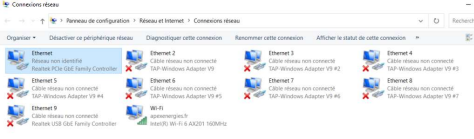 Connexions réseau
Panneau de configuration > Réseau et Internet > Connexions réseau
Recherch
Organiser Désactiver ce périphérique réseau Diagnostiquer cette connexion Renommer cette connexion Afficher le statut de cette connexion »
Ethernet
Réseau non identifié
Realtek PCIe GbE Family Controller
Ethernet 2
Câble réseau non connecté
TAP-Windows Adapter V9
Ethernet 3
Câble réseau non connecté
TAP-Windows Adapter V9 #2
Ethernet 4
Câble réseau non connecté
TAP-Windows Adapter V9 #3
Ethernet 5
Câble réseau non connecté
TAP-Windows Adapter V9 #4
Ethernet 6
Câble réseau non connecté
TAP-Windows Adapter V9 #5
Ethernet 7
Câble réseau non connecté
TAP-Windows Adapter V9 #6
Ethernet 8
Câble réseau non connecté
TAP-Windows Adapter V9 #7
Ethernet 9
Câble réseau non connecté
Realtek USB GbE Family Controller
Wi-Fi
Intel(R) Wi-Fi 6 AX201 160MHz